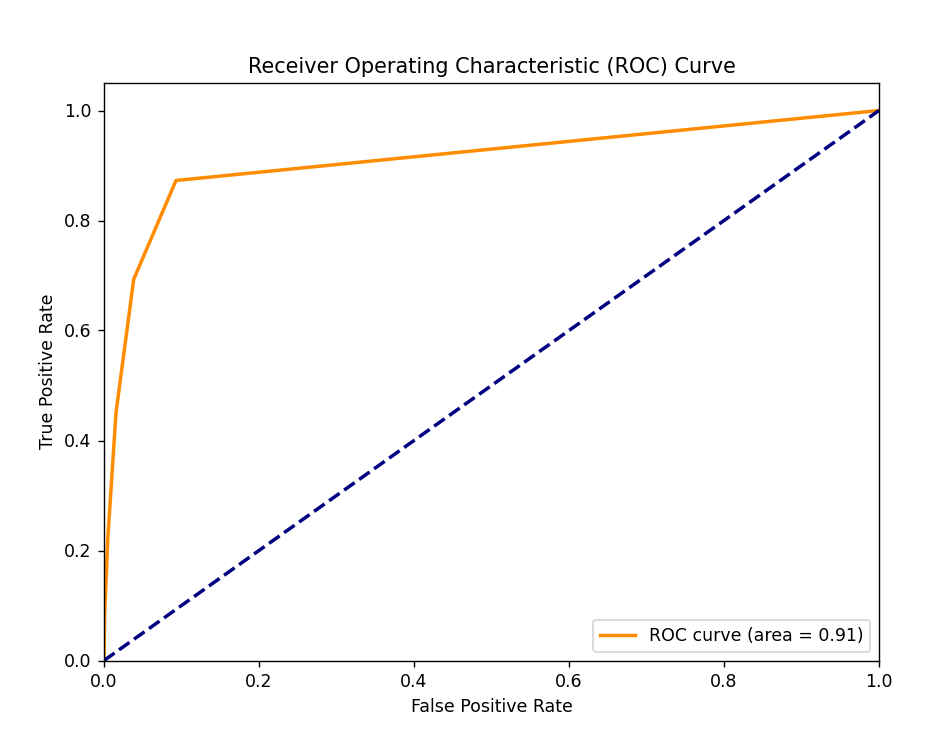 Receiver Operating Characteristic (ROC) Curve
1.0
0.8
0.6
0.4
0.2
0.0
True Positive Rate
ROC curve (area = 0.91)
0.0 0.2 0.4 0.6 0.8 1.0
False Positive Rate